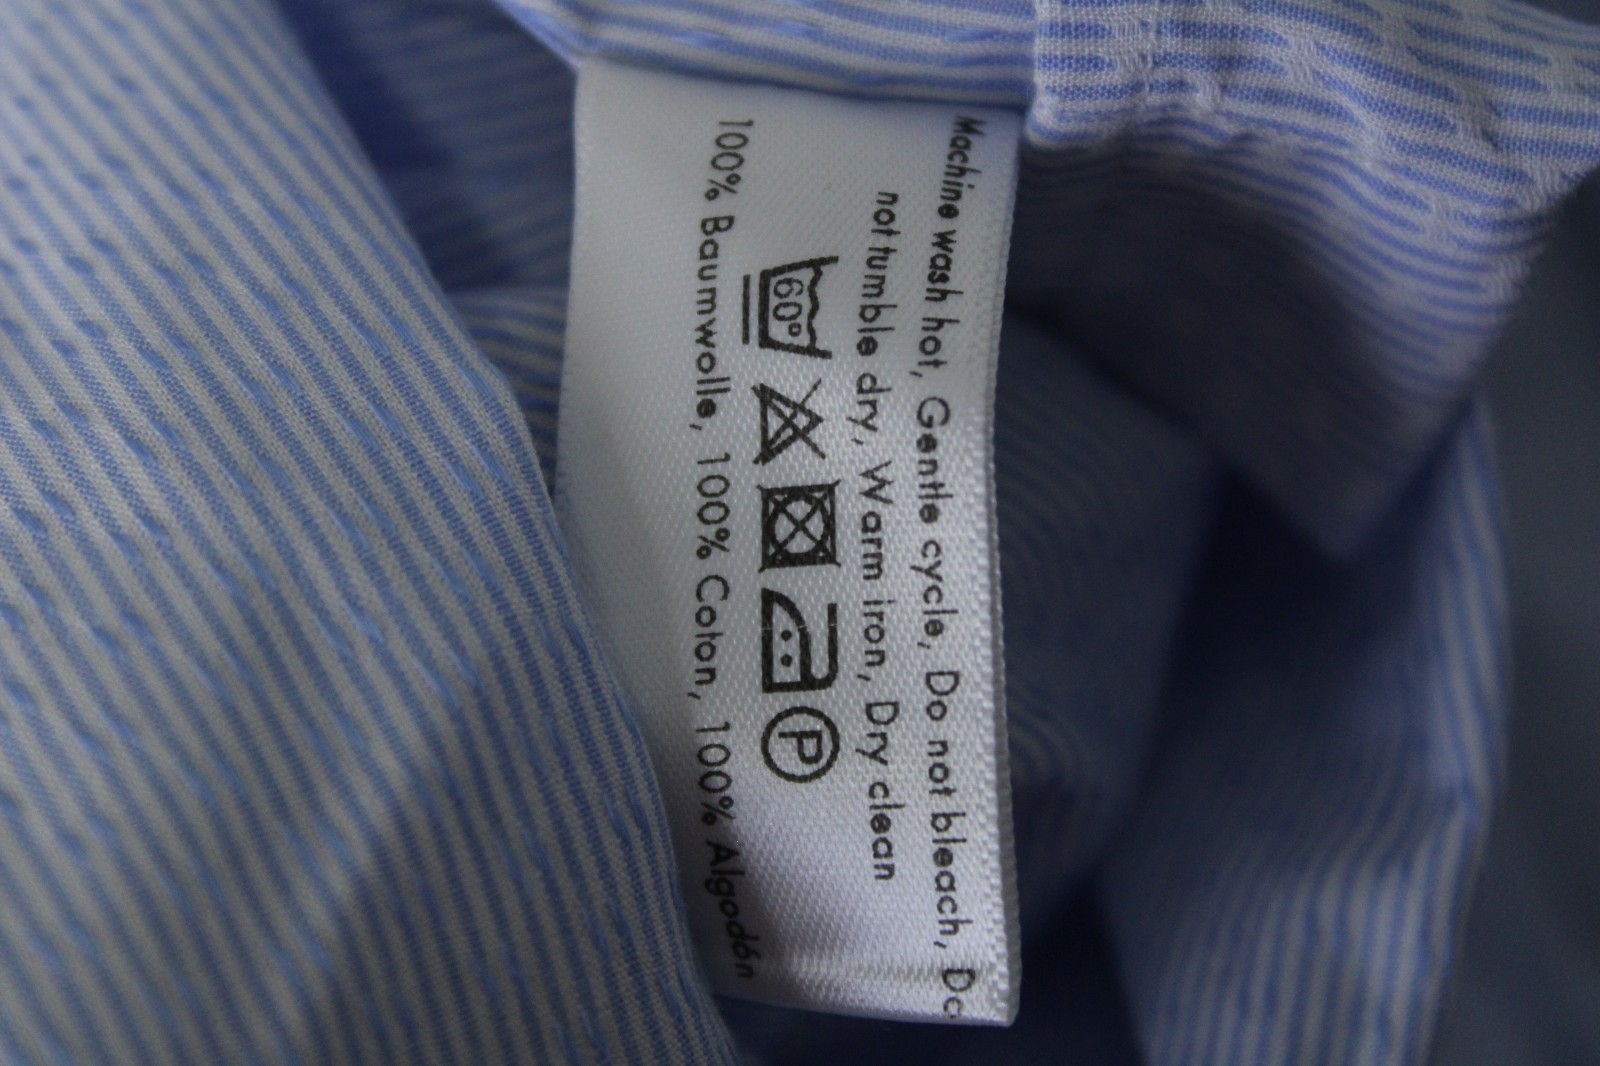 Machine wash hot, Gentle cycle, Do not bleach, Do
not tumble dry, Warm iron, Dry clean
60°
P
100% Baumwolle, 100% Coton, 100% Algodón